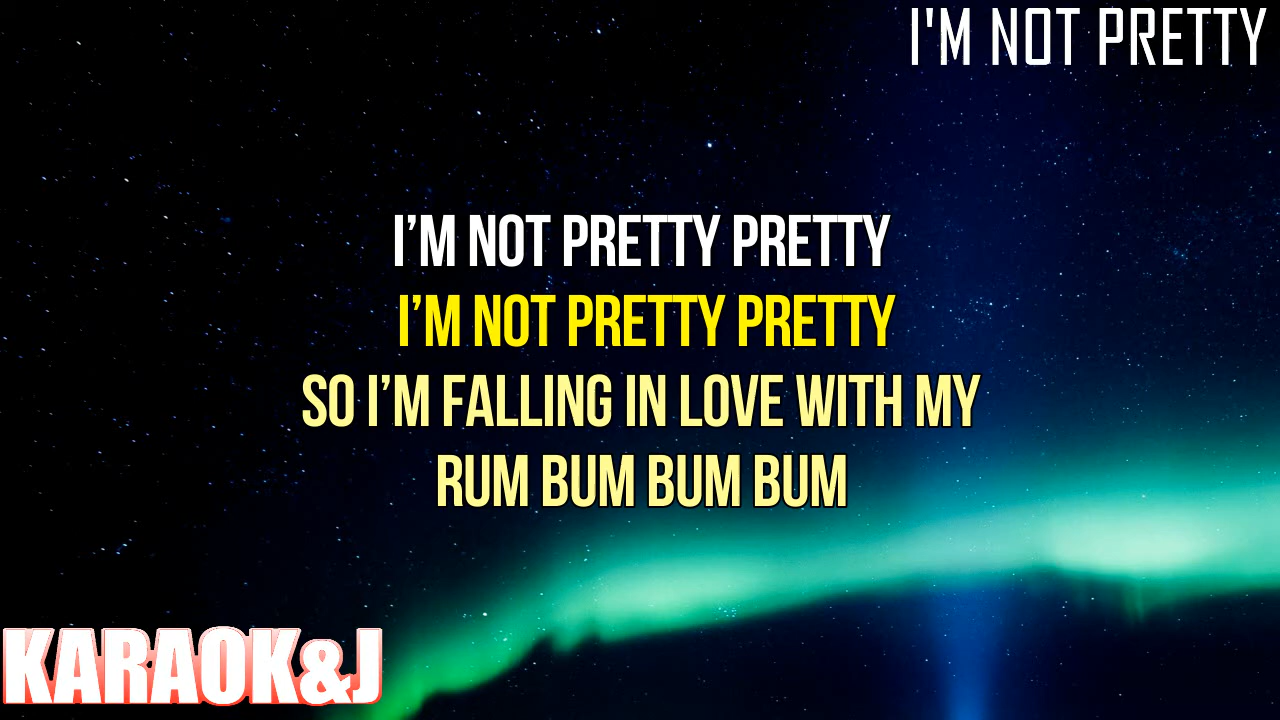 I'M NOT PRETTY
I’M NOT PRETTY PRETTY
I’M NOT PRETTY PRETTY
SO I’M FALLING IN LOVE WITH MY
RUM BUM BUM BUM
KARAOK&J